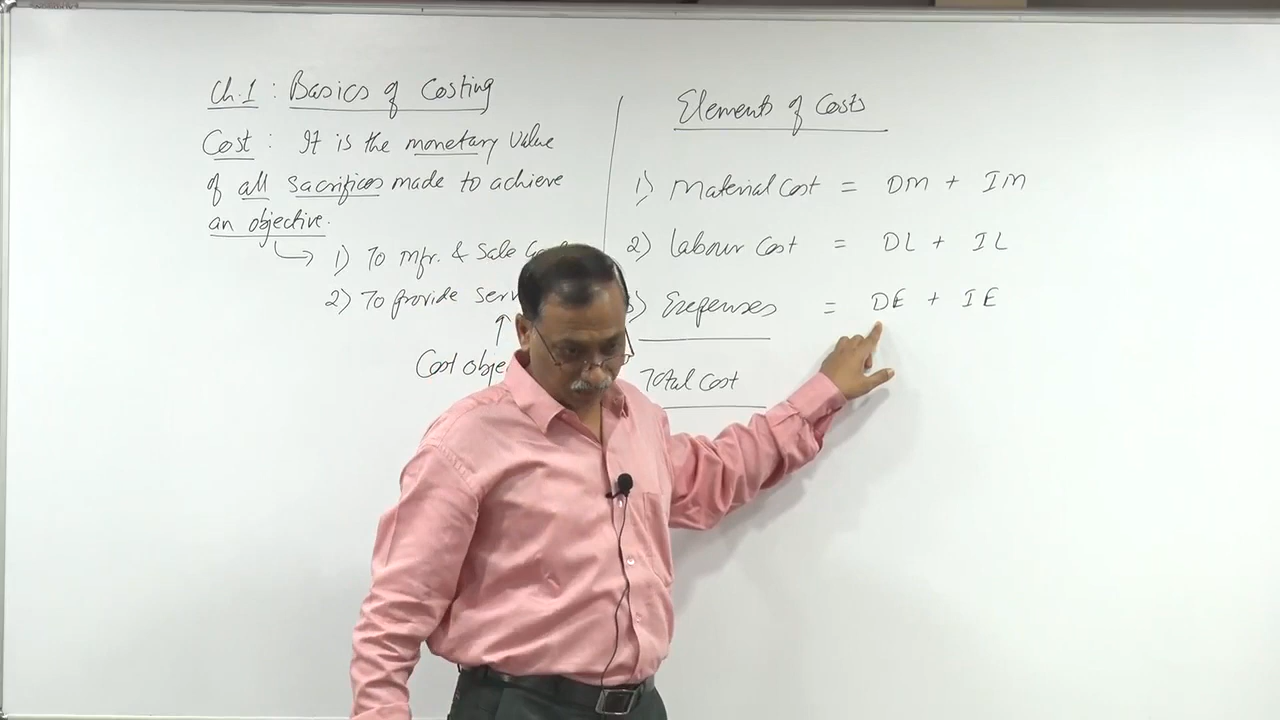 Ch.1 : Basics of Costing
Cost : It is the monetary value
of all sacrifices made to achieve
an objective.
1) To Mfr. & Sale
2) To provide
Cost
Elements of Costs
1) Material Cost = DM + IM
2) Labour Cost = DL + IL
3) Expenses = DE + IE
Total Cost